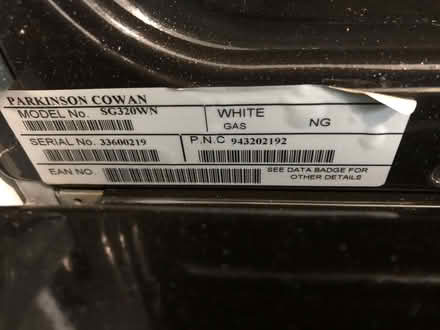 PARKINSON COWAN
MODEL No. SG320WN
WHITE
GAS NG
SERIAL No. 33600219
P.N.C 943202192
EAN NO.
SEE DATA BADGE FOR
OTHER DETAILS